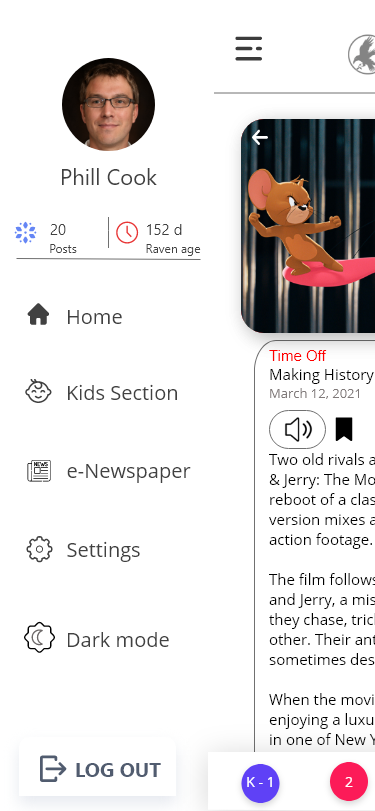 Phill Cook
20
Posts
152 d
Raven age
Home
Kids Section
NEWS
e-Newspaper
Settings
Dark mode
LOG OUT
Time Off
Making History
March 12, 2021
Two old rivals a
& Jerry: The Mo
reboot of a clas
version mixes a
action footage.
The film follows
and Jerry, a mis
they chase, tric
other. Their ant
sometimes des
When the movi
enjoying a luxu
in one of New Y
K - 1
2